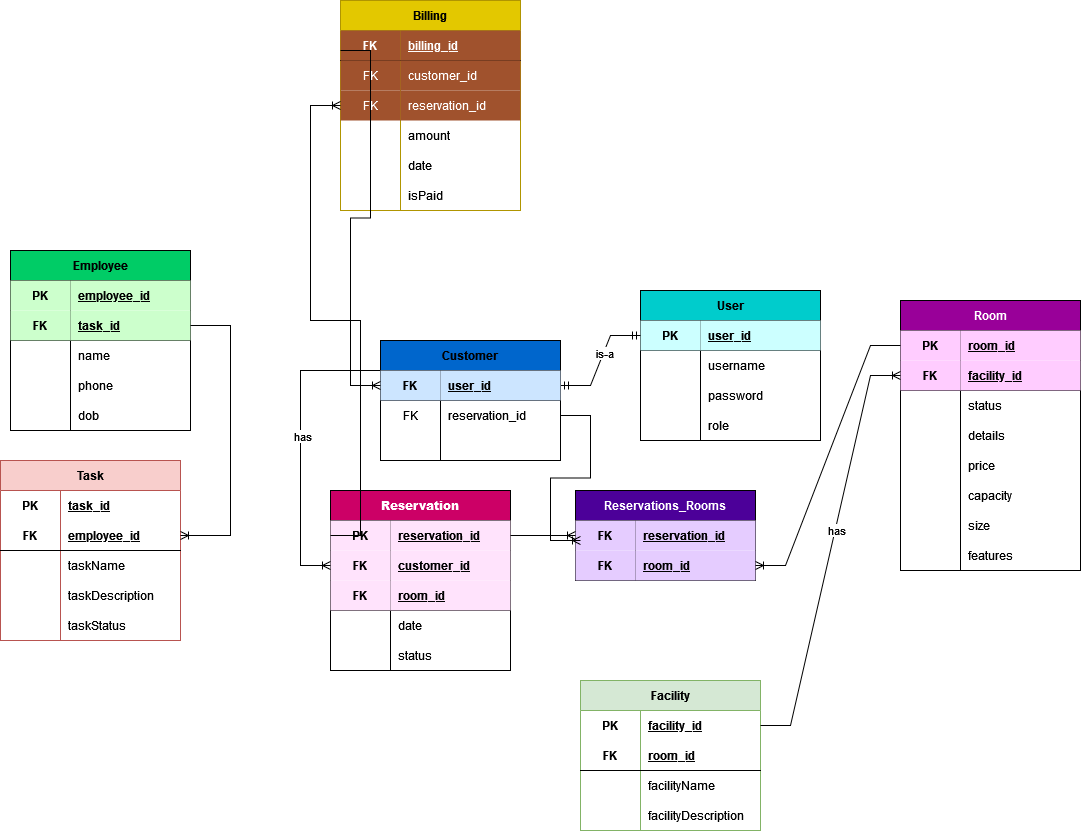 Billing
FK billing_id
FK customer_id
FK reservation_id
amount
date
isPaid
Employee
PK employee_id
FK task_id
name
phone
dob
Task
PK task_id
FK employee_id
taskName
taskDescription
taskStatus
Customer
FK user_id
FK reservation_id
is-a
has
User
PK user_id
username
password
role
Reservation
PK reservation_id
FK customer_id
FK room_id
date
status
Reservations_Rooms
FK reservation_id
FK room_id
Room
PK room_id
FK facility_id
status
details
price
capacity
size
features
has
Facility
PK facility_id
FK room_id
facilityName
facilityDescription